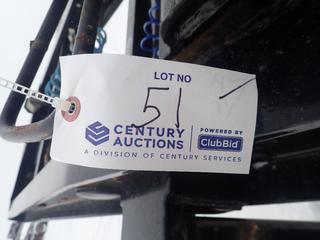 LOT NO
51
CENTURY
AUCTIONS
POWERED BY
ClubBid
A DIVISION OF CENTURY SERVICES